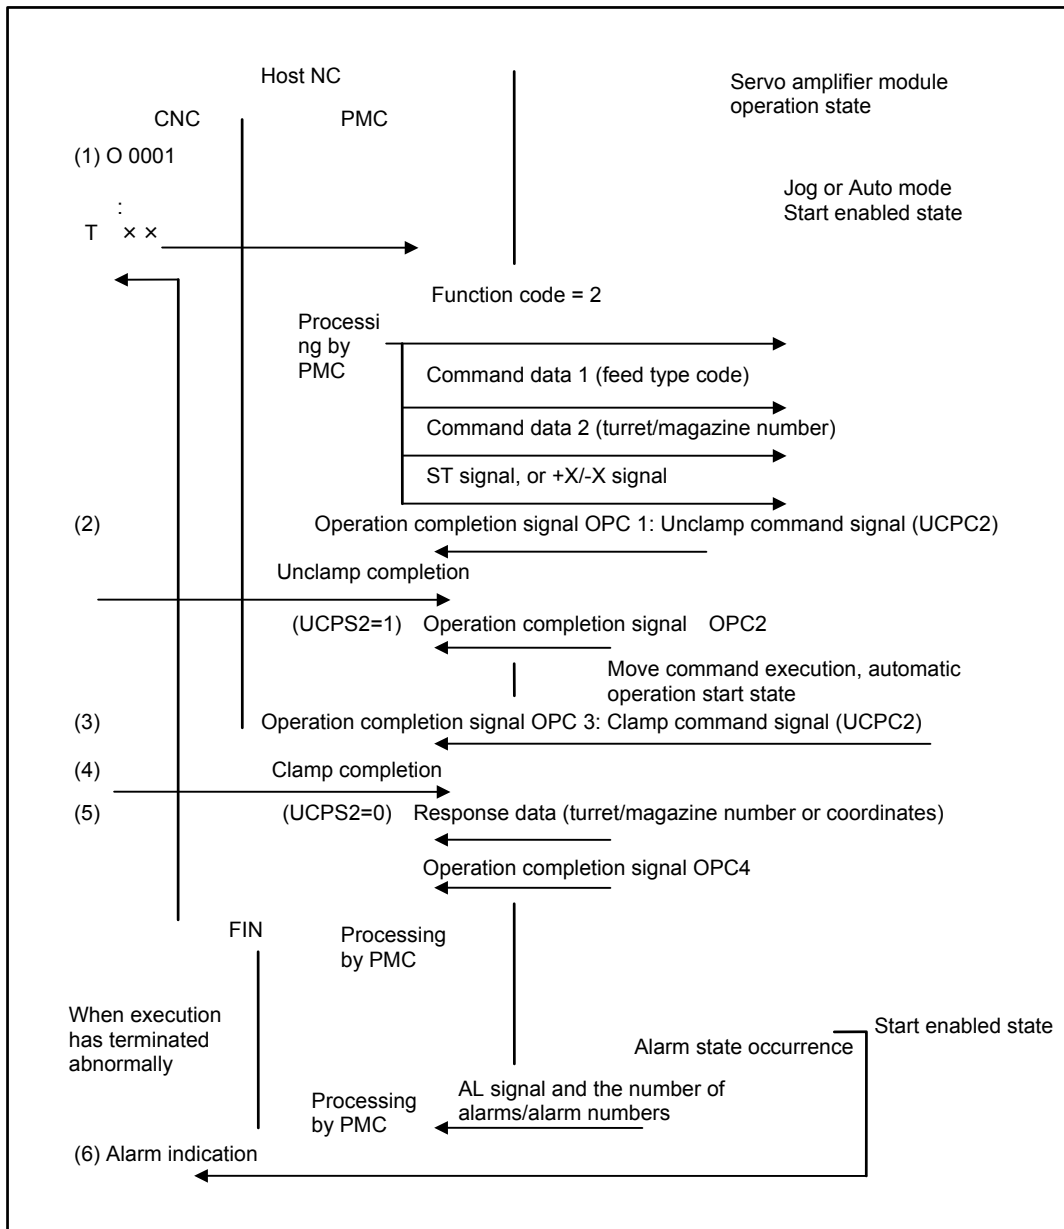 Host NC
Servo amplifier module
operation state
CNC
PMC
(1) O 0001
Jog or Auto mode
Start enabled state
:
T × ×
Function code = 2
Processi
ng by
PMC
Command data 1 (feed type code)
Command data 2 (turret/magazine number)
ST signal, or +X/-X signal
(2) Operation completion signal OPC 1: Unclamp command signal (UCPC2)
Unclamp completion
(UCPS2=1) Operation completion signal OPC2
Move command execution, automatic
operation start state
(3) Operation completion signal OPC 3: Clamp command signal (UCPC2)
(4) Clamp completion
(5) (UCPS2=0) Response data (turret/magazine number or coordinates)
Operation completion signal OPC4
FIN
Processing
by PMC
When execution
has terminated
abnormally
Start enabled state
Alarm state occurrence
AL signal and the number of
alarms/alarm numbers
Processing
by PMC
(6) Alarm indication